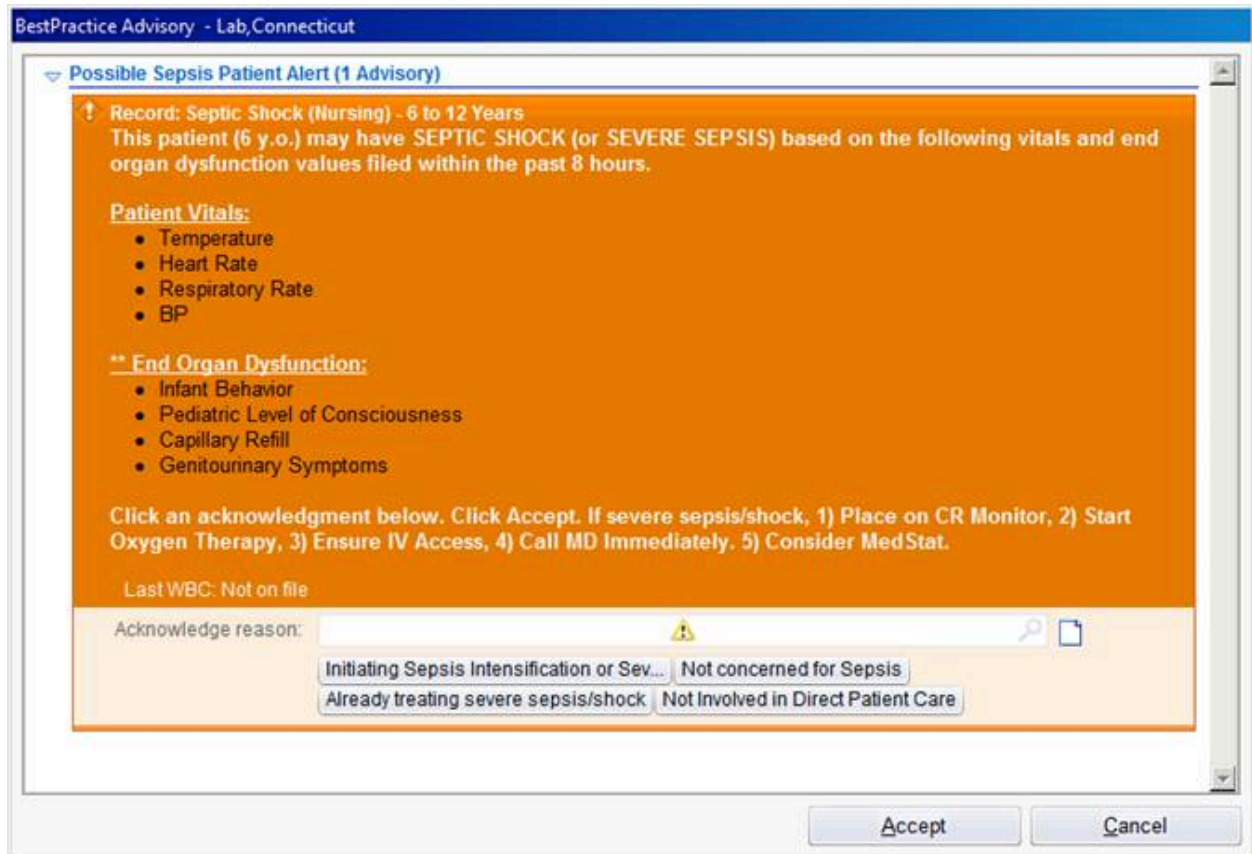 BestPractice Advisory - Lab,Connecticut
Possible Sepsis Patient Alert (1 Advisory)
Record: Septic Shock (Nursing) - 6 to 12 Years
This patient (6 y.o.) may have SEPTIC SHOCK (or SEVERE SEPSIS) based on the following vitals and end
organ dysfunction values filed within the past 8 hours.
Patient Vitals:
• Temperature
• Heart Rate
• Respiratory Rate
• BP
** End Organ Dysfunction:
• Infant Behavior
• Pediatric Level of Consciousness
• Capillary Refill
• Genitourinary Symptoms
Click an acknowledgment below. Click Accept. If severe sepsis/shock, 1) Place on CR Monitor, 2) Start
Oxygen Therapy, 3) Ensure IV Access, 4) Call MD Immediately. 5) Consider MedStat.
Last WBC: Not on file
Acknowledge reason:
Initiating Sepsis Intensification or Sev... Not concerned for Sepsis
Already treating severe sepsis/shock Not Involved in Direct Patient Care
Accept Cancel